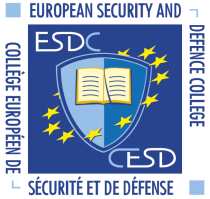 EUROPEAN SECURITY AND
DEFENCE COLLEGE
ESDC
CESD
COLLÈGE EUROPÉEN DE
SÉCURITÉ ET DE DÉFENSE